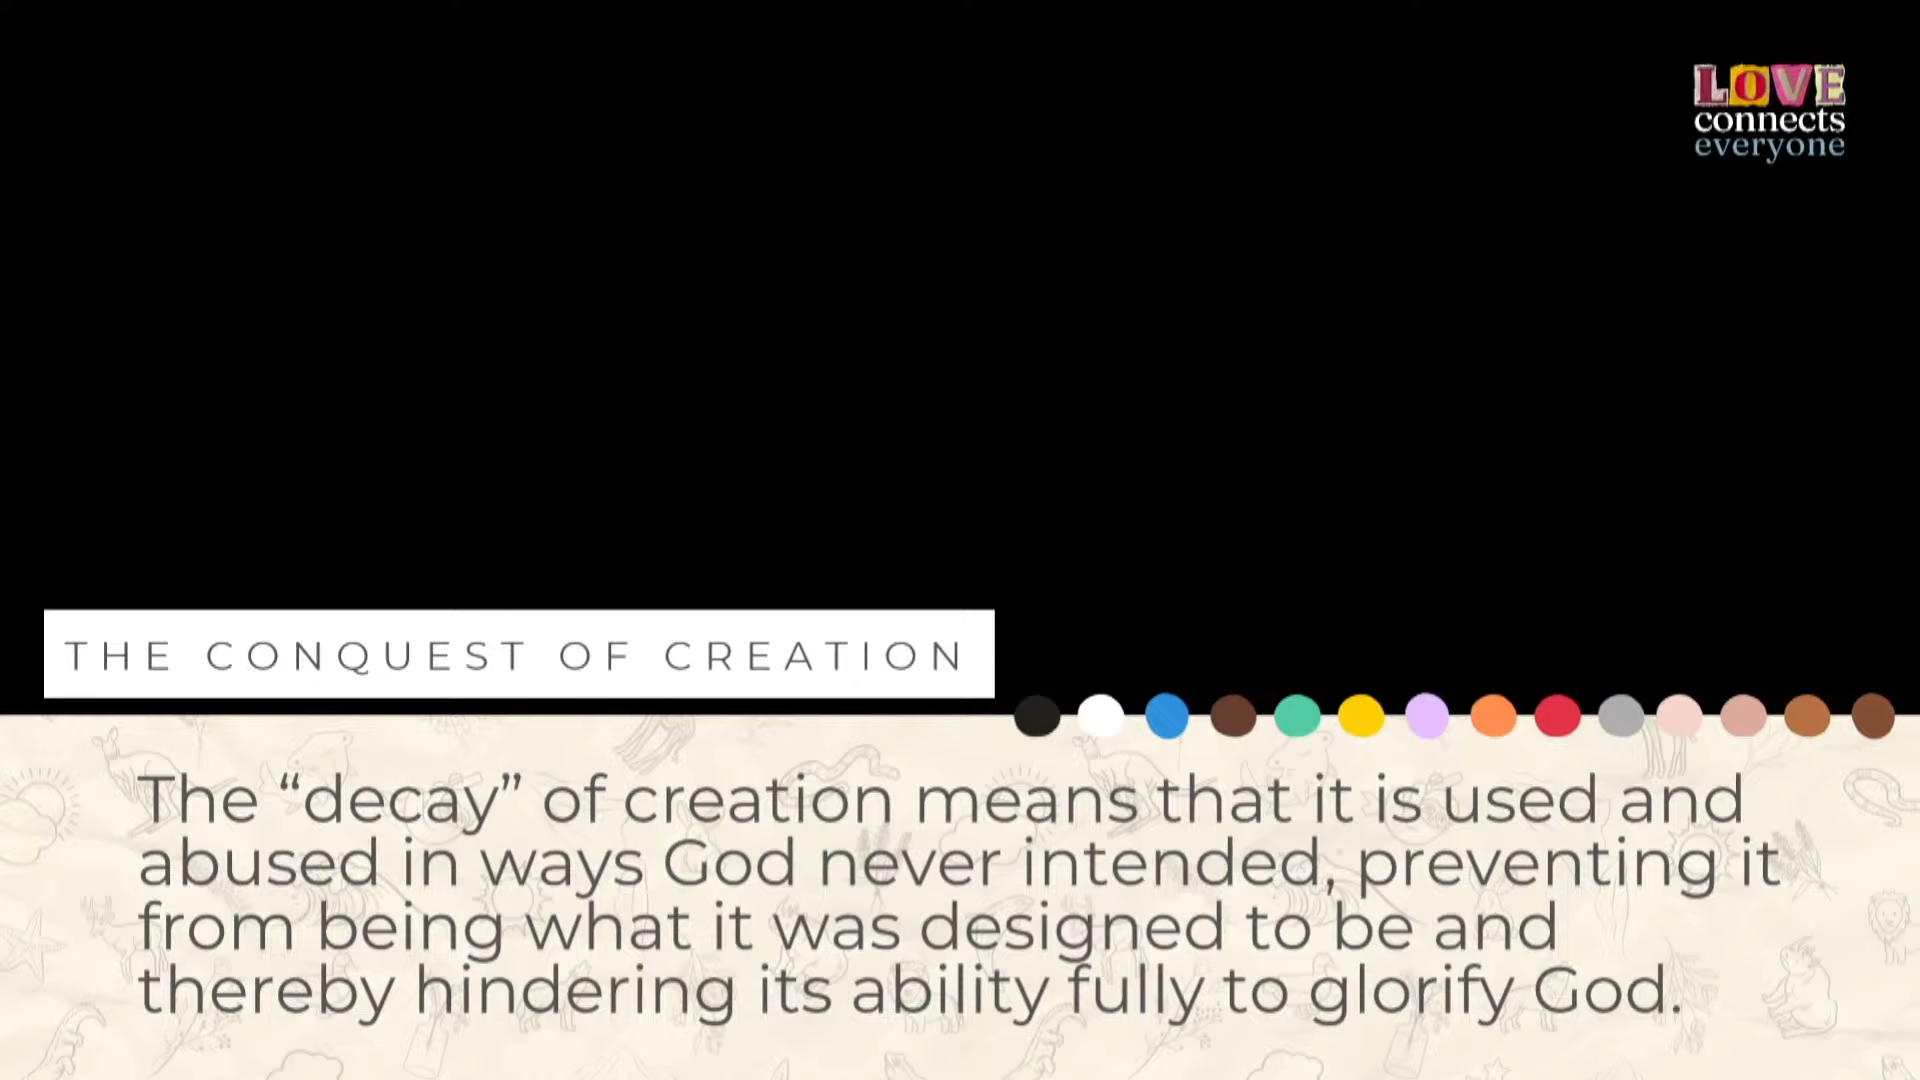 LOVE
connects
everyone
THE CONQUEST OF CREATION
The “decay” of creation means that it is used and
abused in ways God never intended, preventing it
from being what it was designed to be and
thereby hindering its ability fully to glorify God.